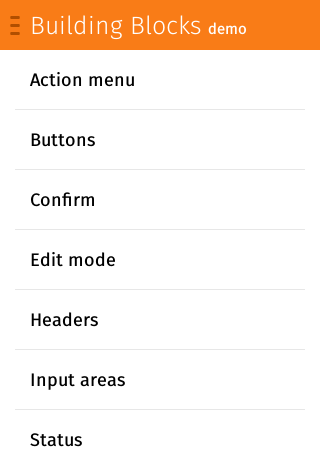 Building Blocks demo
Action menu
Buttons
Confirm
Edit mode
Headers
Input areas
Status